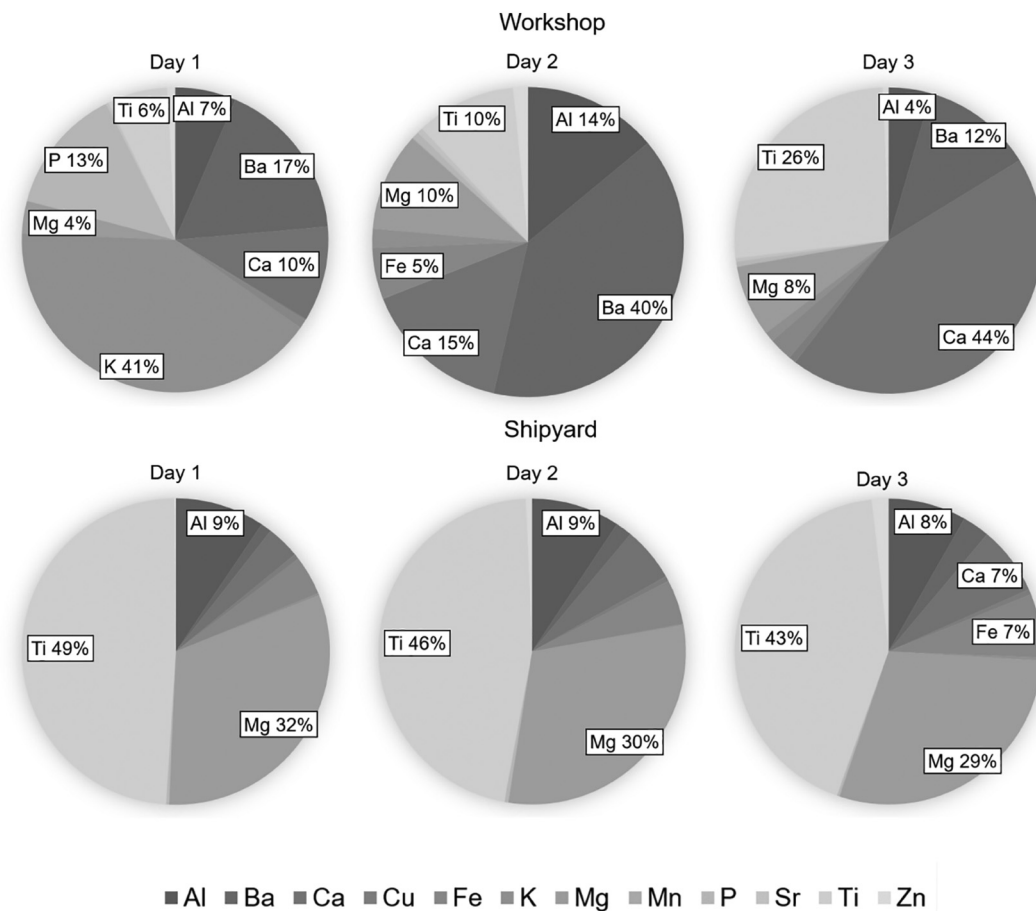 Workshop
Day 1
Day 2
Day 3
Ti 6%
Al 7%
P 13%
Ba 17%
Mg 4%
Ca 10%
K 41%
Ti 10%
Al 14%
Mg 10%
Fe 5%
Ba 40%
Ca 15%
Al 4%
Ba 12%
Ti 26%
Mg 8%
Ca 44%
Shipyard
Day 1
Day 2
Day 3
Al 9%
Ti 49%
Mg 32%
Al 9%
Ti 46%
Mg 30%
Al 8%
Ca 7%
Fe 7%
Ti 43%
Mg 29%
Al Ba Ca Cu Fe K Mg Mn P Sr Ti Zn